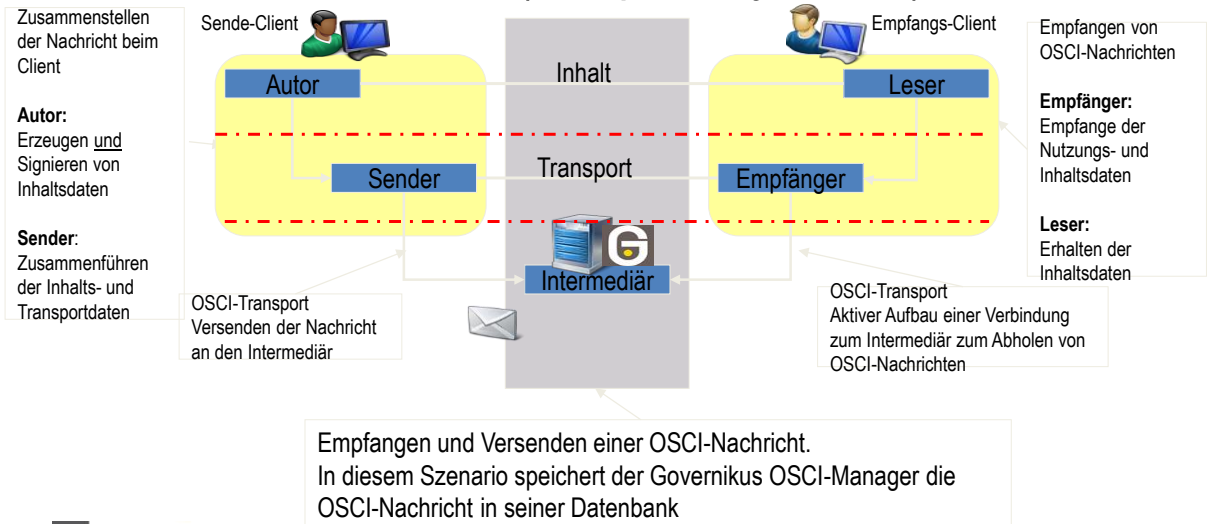 Zusammenstellen
der Nachricht beim
Client
Autor:
Erzeugen und
Signieren von
Inhaltsdaten
Sender:
Zusammenführen
der Inhalts- und
Transportdaten
Sende-Client
Empfangs-Client
Autor
Inhalt
Leser
Sender
Transport
Empfänger
G
Intermediär
OSCI-Transport
Versenden der Nachricht
an den Intermediär
OSCI-Transport
Aktiver Aufbau einer Verbindung
zum Intermediär zum Abholen von
OSCI-Nachrichten
Empfangen von
OSCI-Nachrichten
Empfänger:
Empfange der
Nutzungs- und
Inhaltsdaten
Leser:
Erhalten der
Inhaltsdaten
Empfangen und Versenden einer OSCI-Nachricht.
In diesem Szenario speichert der Governikus OSCI-Manager die
OSCI-Nachricht in seiner Datenbank